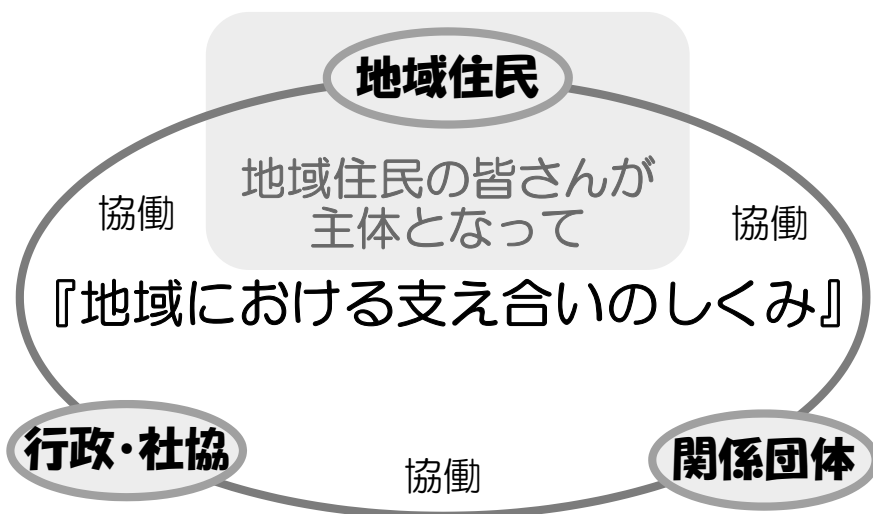 地域住民
地域住民の皆さんが
主体となって
協働
協働
『地域における支え合いのしくみ』
行政・社協
関係団体
協働